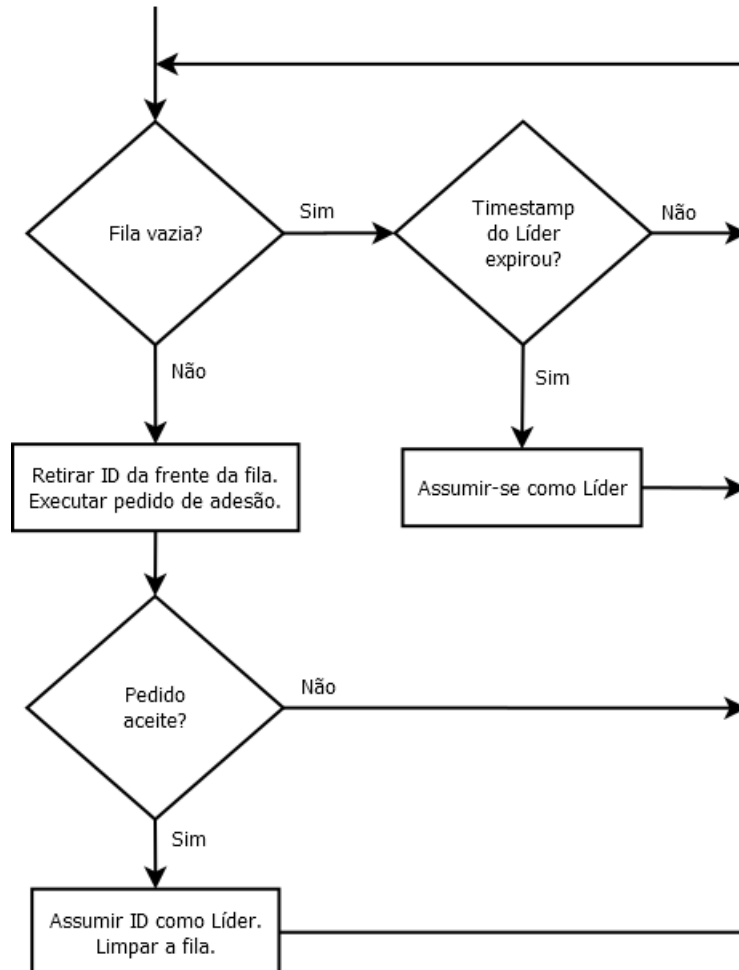 Fila vazia?
Sim
Timestamp
do Líder
expirou?
Não
Não
Sim
Retirar ID da frente da fila.
Executar pedido de adesão.
Assumir-se como Líder
Pedido
aceite?
Não
Sim
Assumir ID como Líder.
Limpar a fila.